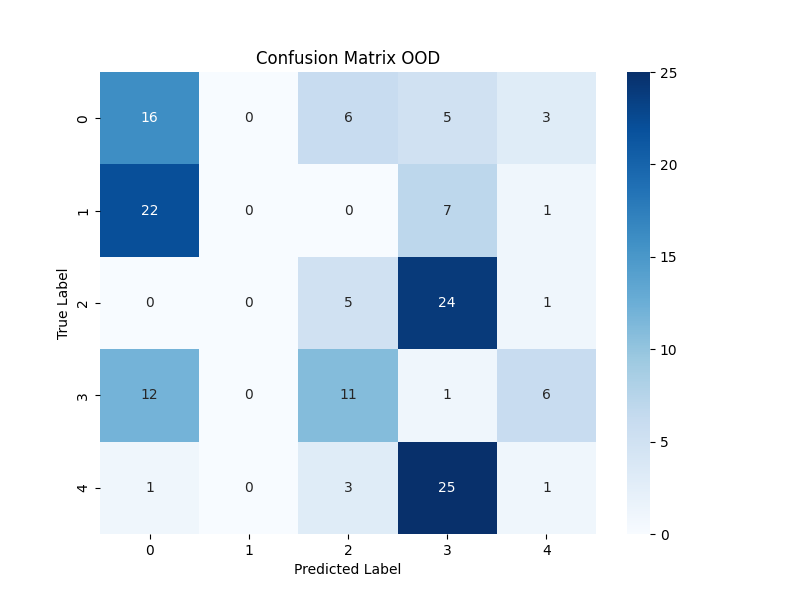 Confusion Matrix OOD
True Label
0 16 0 6 5 3
1 22 0 0 7 1
2 0 0 5 24 1
3 12 0 11 1 6
4 1 0 3 25 1
0 1 2 3 4
Predicted Label
25
20
15
10
5
0